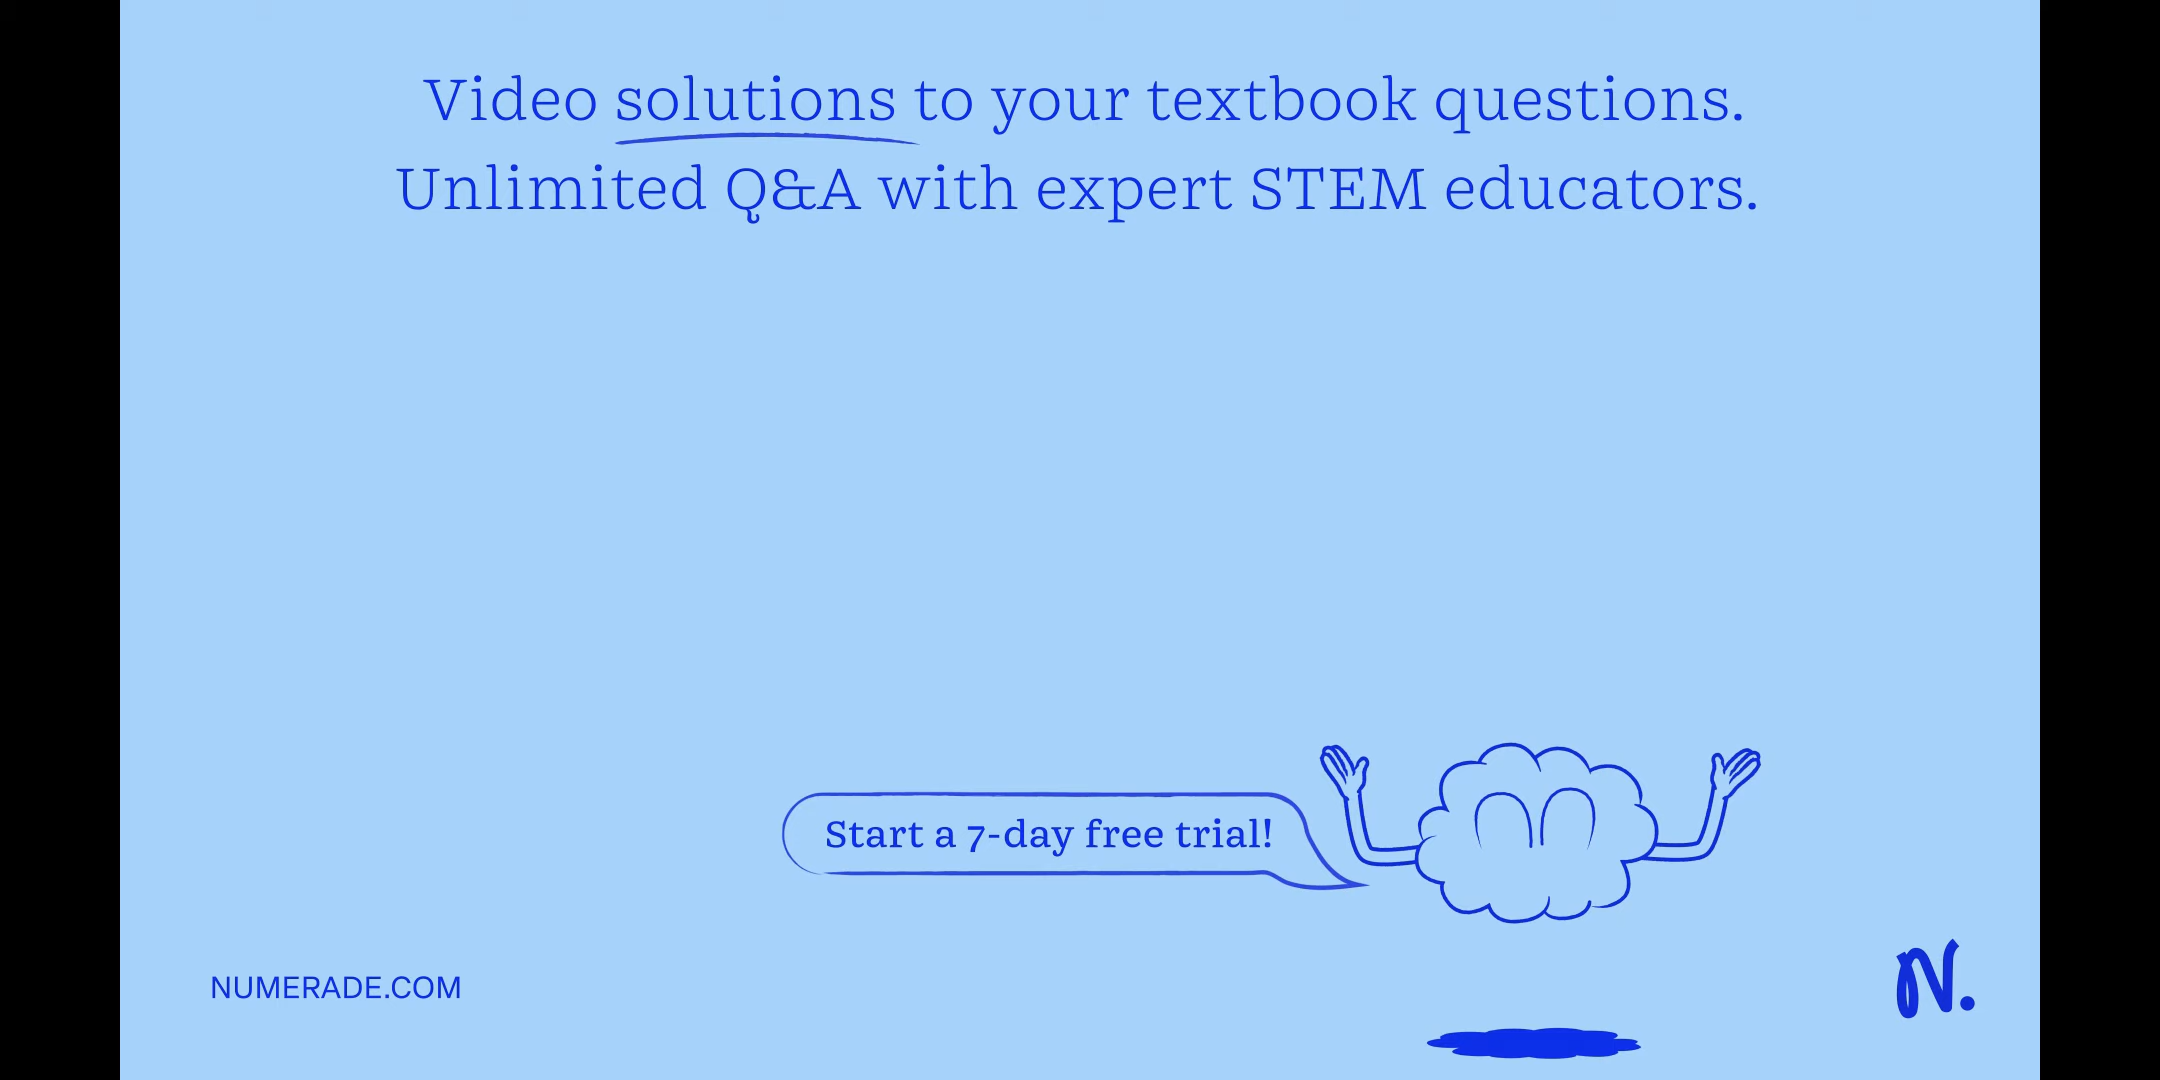 Video solutions to your textbook questions.
Unlimited Q&A with expert STEM educators.
Start a 7-day free trial!
NUMERADE.COM
N.